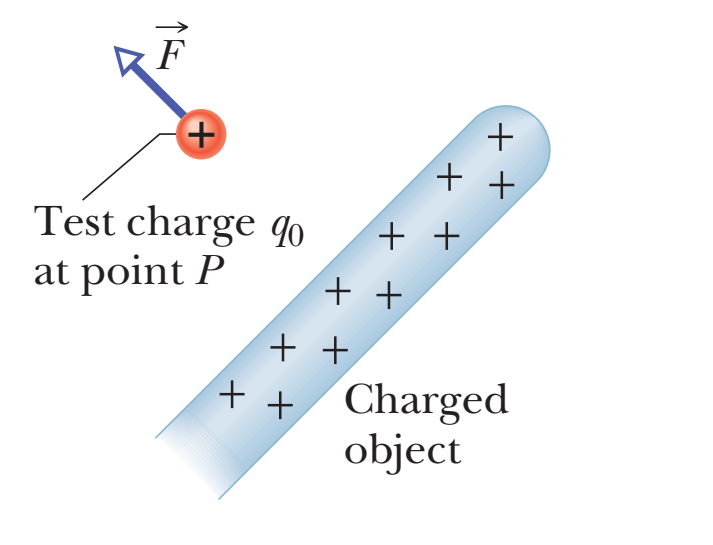 F
+
Test charge q0
at point P
+
+ +
+ +
+ +
+ +
+ +
Charged
object